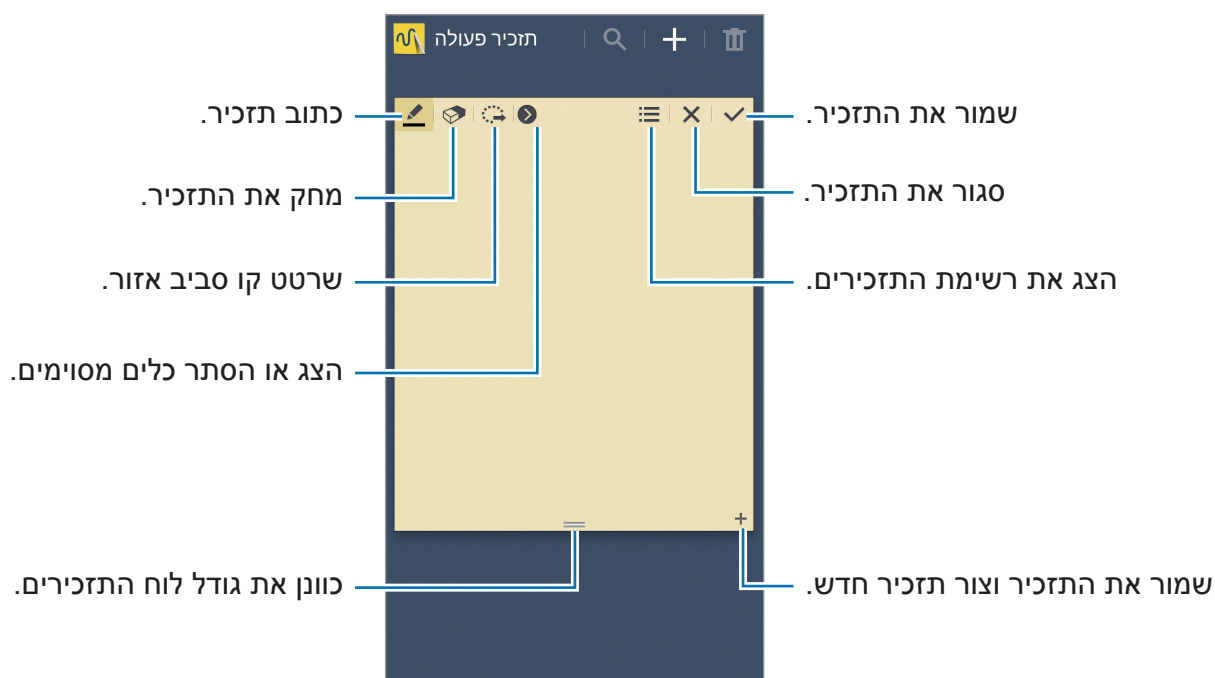 תזכיר פעולה
שמור את התזכיר.
כתוב תזכיר.
סגור את התזכיר.
מחק את התזכיר.
הצג את רשימת התזכירים.
שרטט קו סביב אזור.
הצג או הסתר כלים מסוימים.
שמור את התזכיר וצור תזכיר חדש.
כוונן את גודל לוח התזכירים.